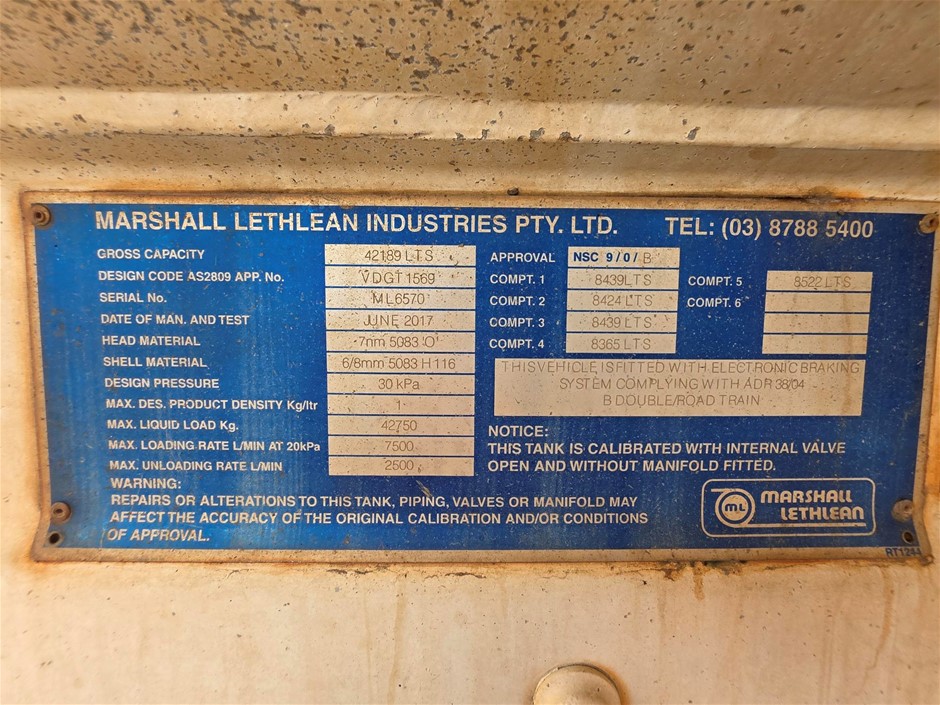 MARSHALL LETHLEAN INDUSTRIES PTY. LTD. TEL: (03) 8788 5400
GROSS CAPACITY 42189 LTS
DESIGN CODE AS2809 APP. No. VDGT1569
SERIAL No. ML6570
DATE OF MAN. AND TEST JUNE 2017
HEAD MATERIAL 7nm 5083 'O'
SHELL MATERIAL 6/8mm 5083 H116
DESIGN PRESSURE 30 kPa
MAX. DES. PRODUCT DENSITY Kg/ltr 1
MAX. LIQUID LOAD Kg. 42750
MAX. LOADING RATE L/MIN AT 20kPa 7500
MAX. UNLOADING RATE L/MIN 2500
WARNING:
REPAIRS OR ALTERATIONS TO THIS TANK, PIPING, VALVES OR MANIFOLD MAY
AFFECT THE ACCURACY OF THE ORIGINAL CALIBRATION AND/OR CONDITIONS
OF APPROVAL.
APPROVAL NSC 9/0/ B
COMPT. 1 8439LTS
COMPT. 2 8424LTS
COMPT. 3 8439 LTS
COMPT. 4 8365 LTS
COMPT. 5 8522 LTS
COMPT. 6
THIS VEHICLE IS FITTED WITH ELECTRONIC BRAKING
SYSTEM COMPLYING WITH ADR 38/04
B DOUBLE/ROAD TRAIN
NOTICE:
THIS TANK IS CALIBRATED WITH INTERNAL VALVE
OPEN AND WITHOUT MANIFOLD FITTED.
ML
MARSHALL
LETHLEAN
RT1244